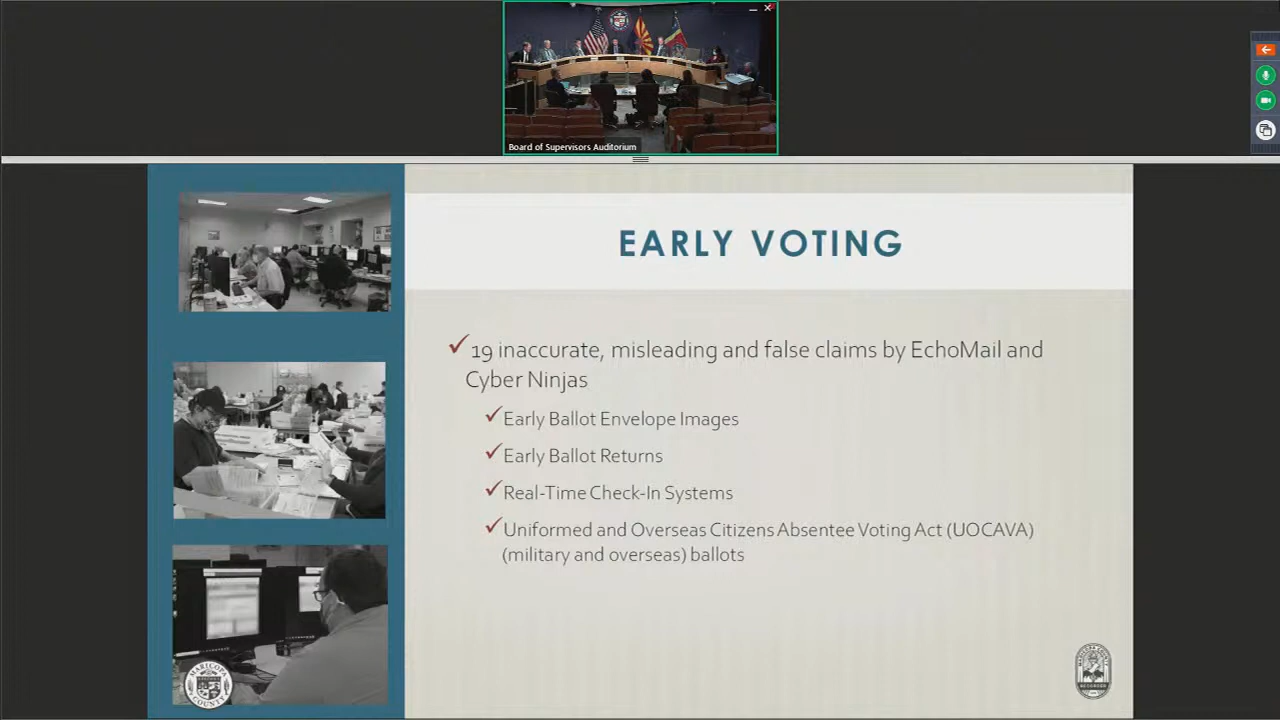 Board of Supervisors Auditorium
EARLY VOTING
19 inaccurate, misleading and false claims by EchoMail and
Cyber Ninjas
Early Ballot Envelope Images
Early Ballot Returns
Real-Time Check-In Systems
Uniformed and Overseas Citizens Absentee Voting Act (UOCAVA)
(military and overseas) ballots
MARICOPA
COUNTY